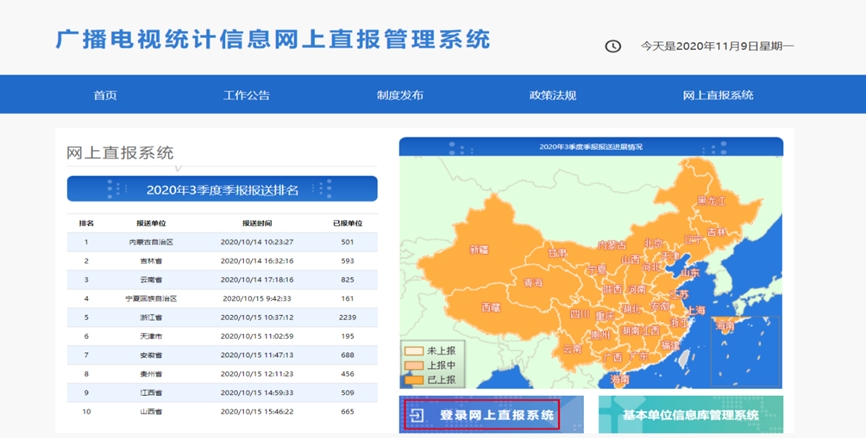 广播电视统计信息网上直报管理系统
今天是2020年11月9日星期一
首页 工作公告 制度发布 政策法规 网上直报系统
网上直报系统
2020年3季度季报报送排名
排名 报送单位 报送时间 已报单位
1 内蒙古自治区 2020/10/14 10:23:27 501
2 吉林省 2020/10/14 16:32:16 593
3 云南省 2020/10/14 17:18:16 825
4 宁夏回族自治区 2020/10/15 9:42:33 161
5 浙江省 2020/10/15 10:37:12 2239
6 天津市 2020/10/15 11:02:59 195
7 安徽省 2020/10/15 11:47:13 688
8 贵州省 2020/10/15 12:11:23 456
9 江西省 2020/10/15 14:59:33 509
10 山西省 2020/10/15 15:46:22 665
2020年3季度季报报送进展情况
黑龙江
吉林
辽宁
内蒙古
北京
新疆
甘肃
天津
山西
河北
宁夏
山东
青海
陕西
河南
江苏
西藏
安徽
上海
四川
重庆
湖北
浙江
贵州
湖南
江西
云南
福建
广西
广东
海南
海南
未上报
上报中
已上报
登录网上直报系统
基本单位信息库管理系统